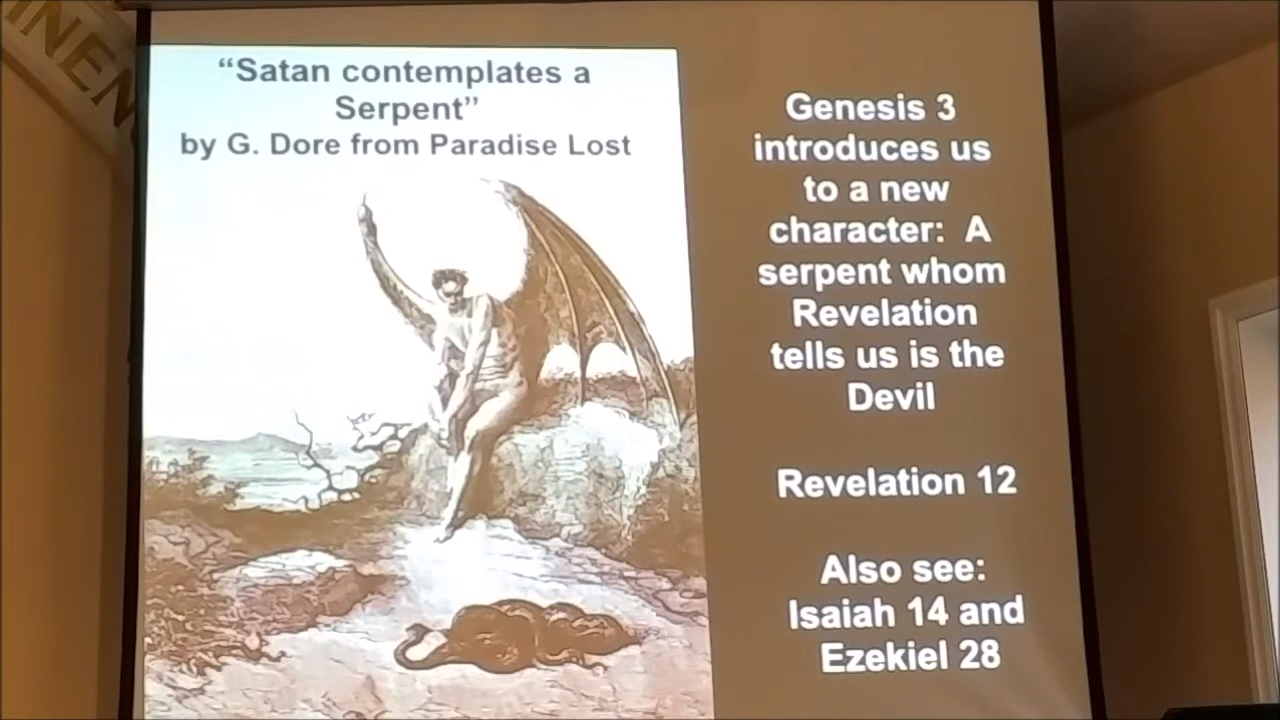 “Satan contemplates a
Serpent”
by G. Dore from Paradise Lost
Genesis 3
introduces us
to a new
character:  A
serpent whom
Revelation
tells us is the
Devil
Revelation 12
Also see:
Isaiah 14 and
Ezekiel 28